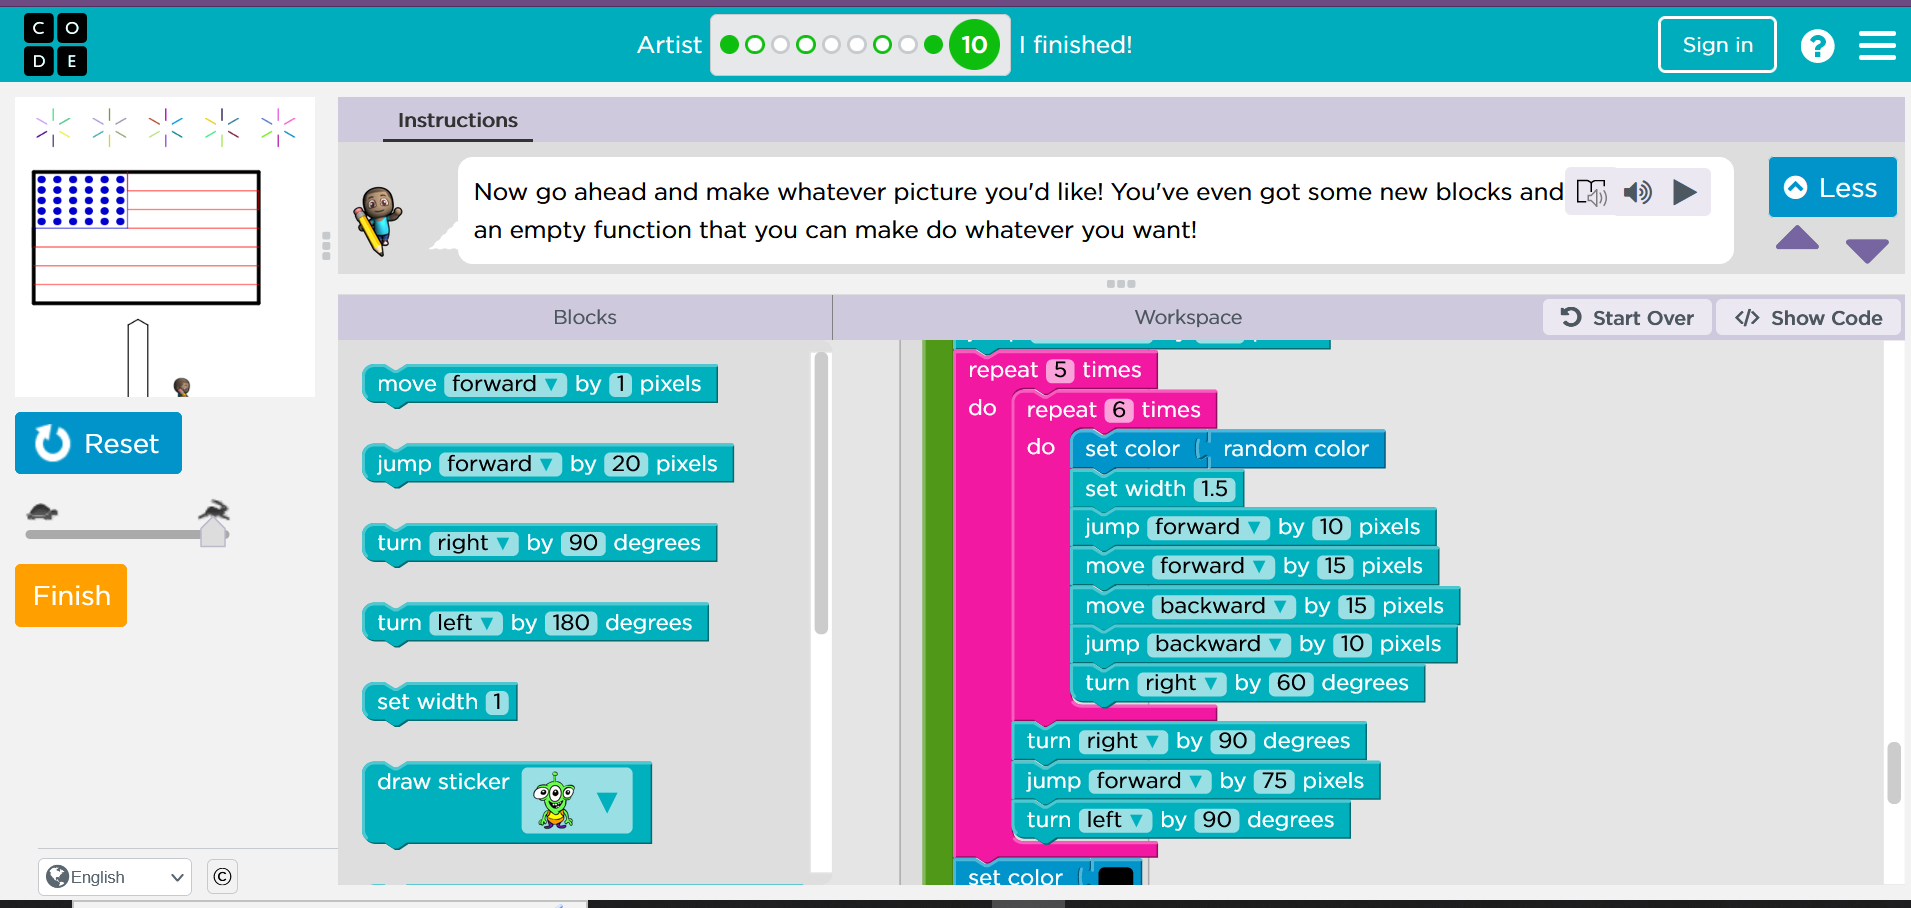 C O
D E
Artist
10
I finished!
Sign in
?
Instructions
Now go ahead and make whatever picture you'd like! You've even got some new blocks and
an empty function that you can make do whatever you want!
Less
Blocks
Workspace
Start Over
</> Show Code
Reset
Finish
English
©
move forward ▼ by 1 pixels
jump forward ▼ by 20 pixels
turn right ▼ by 90 degrees
turn left ▼ by 180 degrees
set width 1
draw sticker ▼
repeat 5 times
do
repeat 6 times
do
set color random color
set width 1.5
jump forward ▼ by 10 pixels
move forward ▼ by 15 pixels
move backward ▼ by 15 pixels
jump backward ▼ by 10 pixels
turn right ▼ by 60 degrees
turn right ▼ by 90 degrees
jump forward ▼ by 75 pixels
turn left ▼ by 90 degrees
set color